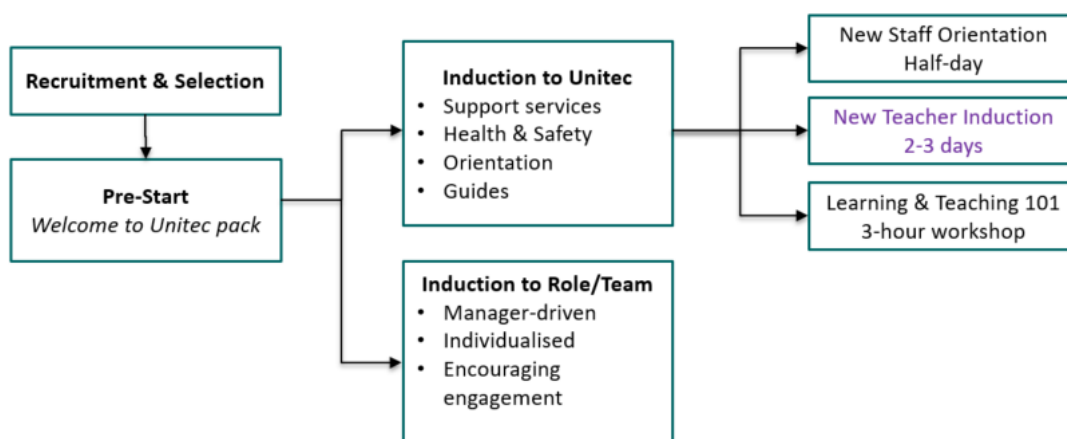 Recruitment & Selection
Pre-Start
Welcome to Unitec pack
Induction to Unitec
• Support services
• Health & Safety
• Orientation
• Guides
Induction to Role/Team
• Manager-driven
• Individualised
• Encouraging
engagement
New Staff Orientation
Half-day
New Teacher Induction
2-3 days
Learning & Teaching 101
3-hour workshop